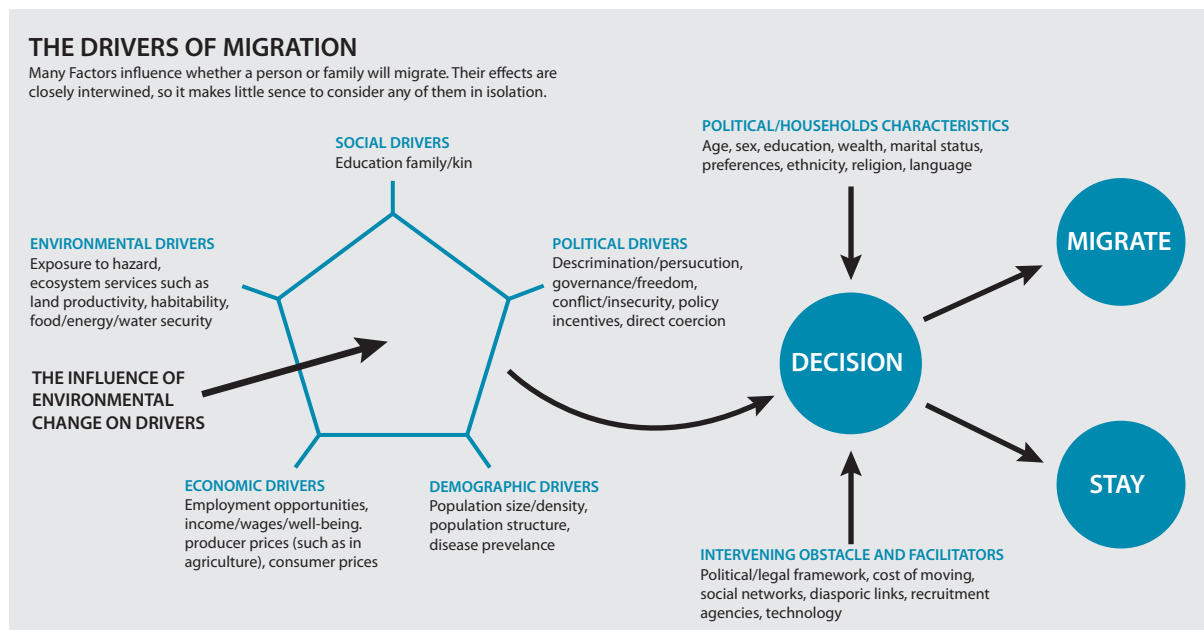 THE DRIVERS OF MIGRATION
Many Factors influence whether a person or family will migrate. Their effects are
closely interwined, so it makes little sence to consider any of them in isolation.
SOCIAL DRIVERS
Education family/kin
ENVIRONMENTAL DRIVERS
Exposure to hazard,
ecosystem services such as
land productivity, habitability,
food/energy/water security
POLITICAL DRIVERS
Descrimination/persucution,
governance/freedom,
conflict/insecurity, policy
incentives, direct coercion
THE INFLUENCE OF
ENVIRONMENTAL
CHANGE ON DRIVERS
ECONOMIC DRIVERS
Employment opportunities,
income/wages/well-being.
producer prices (such as in
agriculture), consumer prices
DEMOGRAPHIC DRIVERS
Population size/density,
population structure,
disease prevelance
POLITICAL/HOUSEHOLDS CHARACTERISTICS
Age, sex, education, wealth, marital status,
preferences, ethnicity, religion, language
DECISION
MIGRATE
STAY
INTERVENING OBSTACLE AND FACILITATORS
Political/legal framework, cost of moving,
social networks, diasporic links, recruitment
agencies, technology